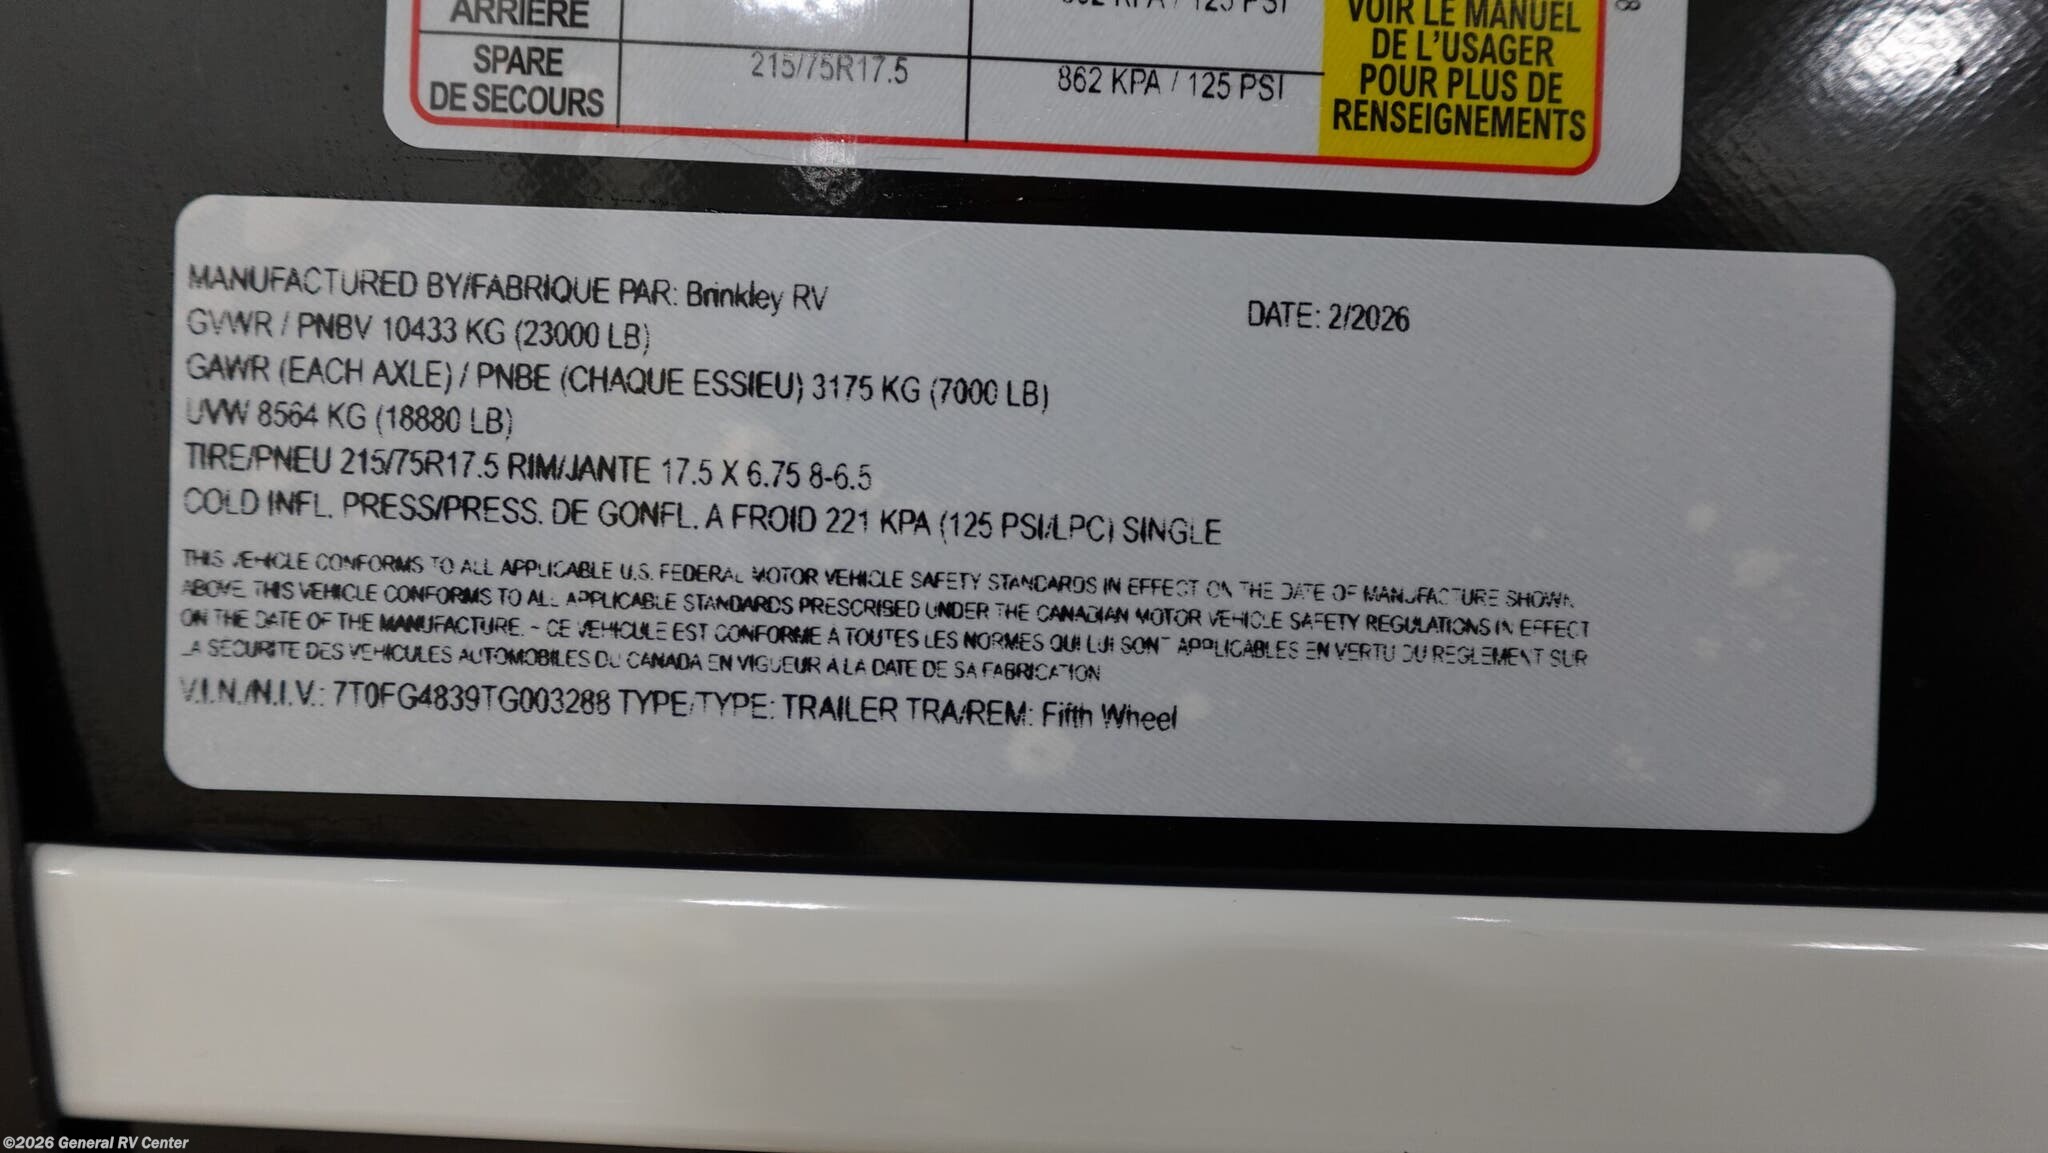 ARRIÈRE
862 KPA / 125 PSI
VOIR LE MANUEL
DE L'USAGER
POUR PLUS DE
RENSEIGNEMENTS
8
SPARE
DE SECOURS
215/75R17.5
862 KPA / 125 PSI
MANUFACTURED BY/FABRIQUE PAR: Brinkley RV
DATE: 2/2026
GVWR / PNBV 10433 KG (23000 LB)
GAWR (EACH AXLE) / PNBE (CHAQUE ESSIEU) 3175 KG (7000 LB)
UVW 8564 KG (18880 LB)
TIRE/PNEU 215/75R17.5 RIM/JANTE 17.5 X 6.75 8-6.5
COLD INFL. PRESS/PRESS. DE GONFL. A FROID 221 KPA (125 PSI/LPC) SINGLE
THIS VEHICLE CONFORMS TO ALL APPLICABLE U.S. FEDERAL MOTOR VEHICLE SAFETY STANDARDS IN EFFECT ON THE DATE OF MANUFACTURE SHOWN
ABOVE. THIS VEHICLE CONFORMS TO ALL APPLICABLE STANDARDS PRESCRIBED UNDER THE CANADIAN MOTOR VEHICLE SAFETY REGULATIONS IN EFFECT
ON THE DATE OF THE MANUFACTURE. - CE VEHICULE EST CONFORME A TOUTES LES NORMES QUI LUI SONT APPLICABLES EN VERTU DU REGLEMENT SUR
LA SECURITE DES VEHICULES AUTOMOBILES DU CANADA EN VIGUEUR A LA DATE DE SA FABRICATION
V.I.N./N.I.V.: 7T0FG4839TG003288 TYPE/TYPE: TRAILER TRA/REM: Fifth Wheel
©2026 General RV Center